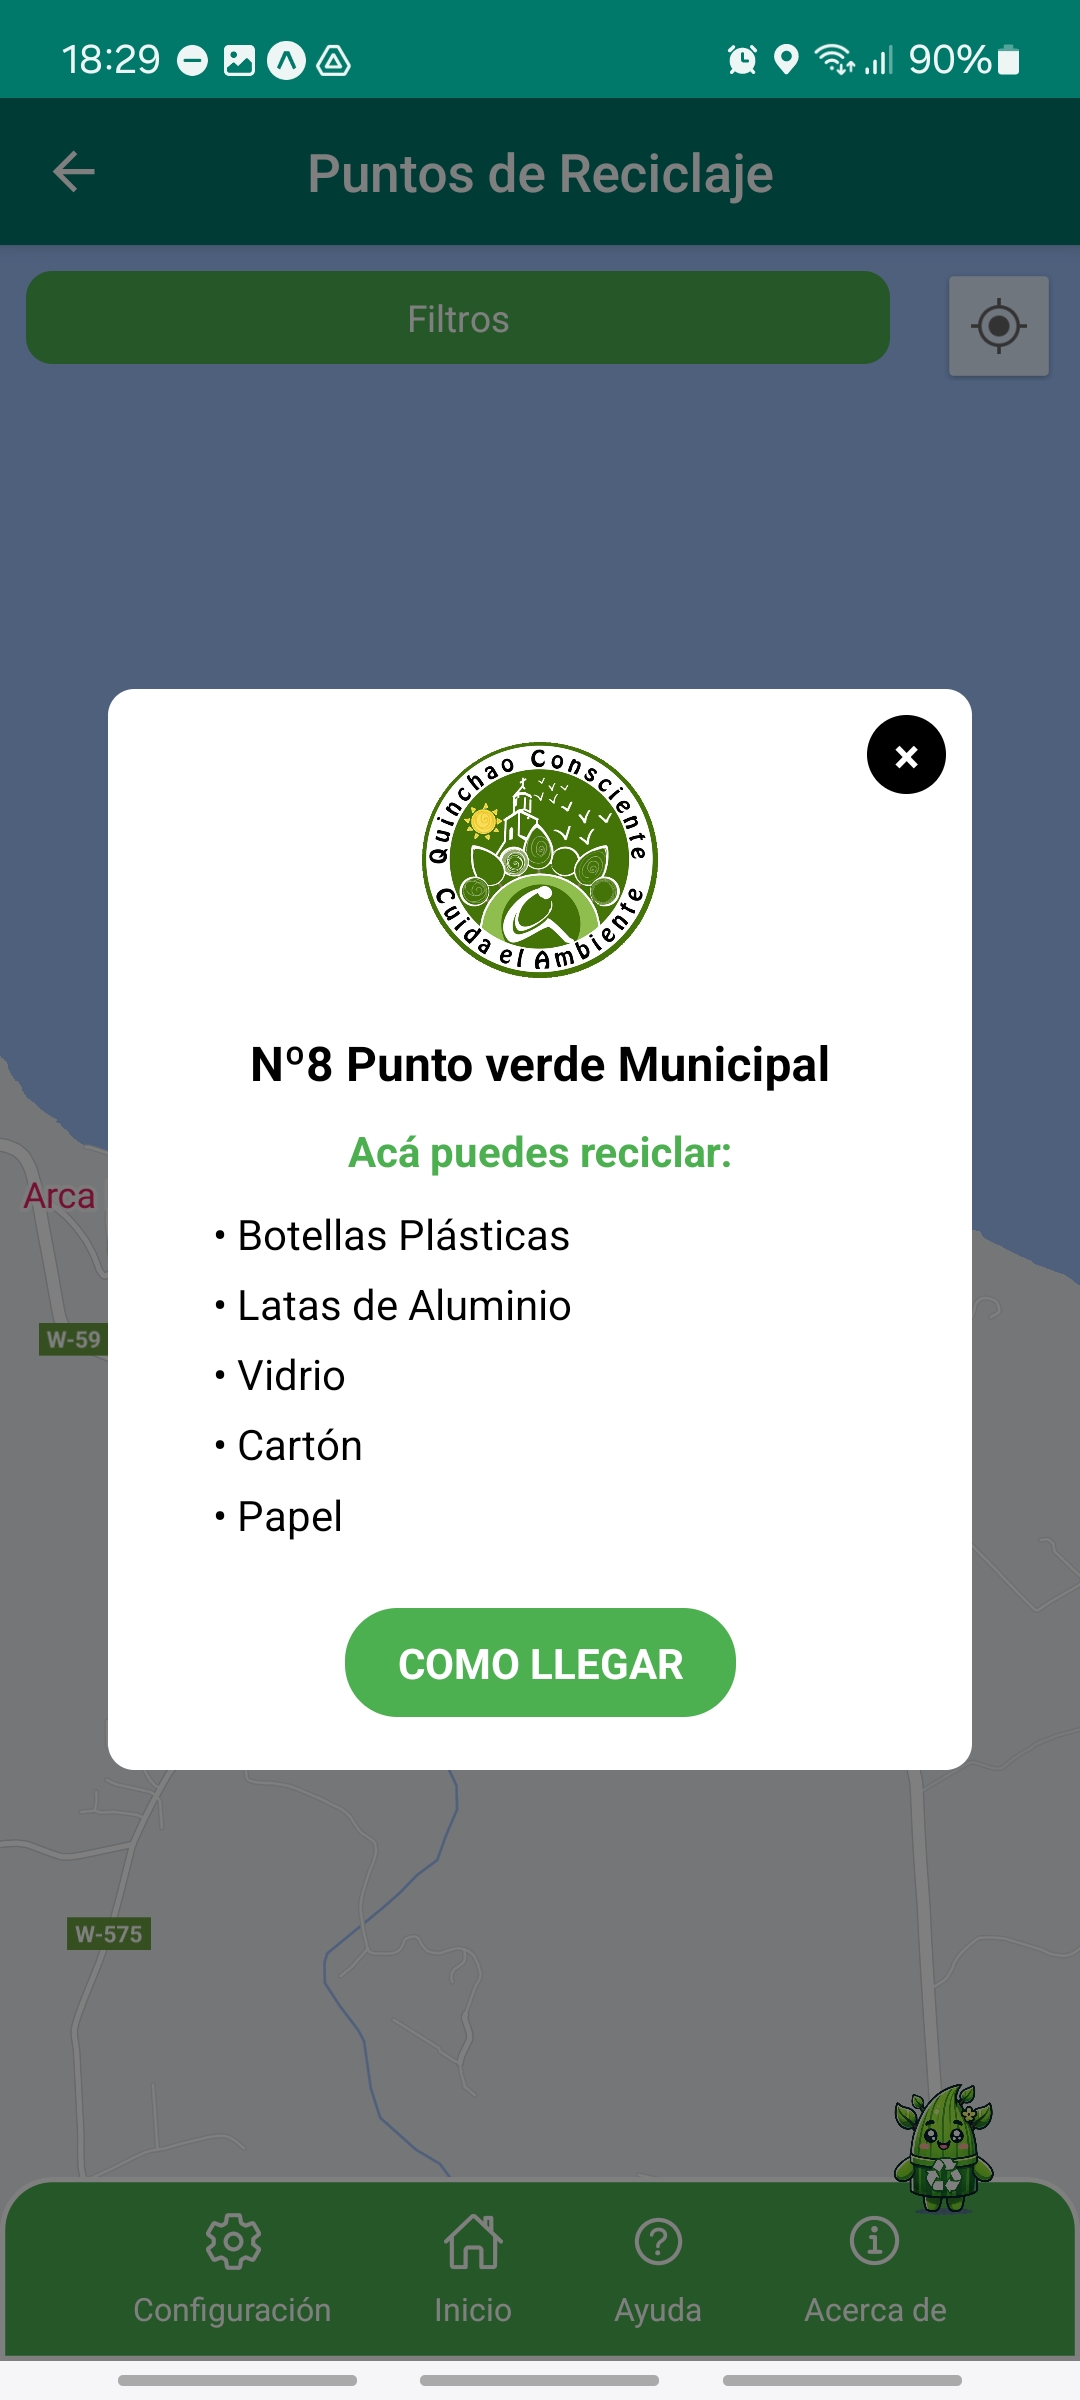 18:29
90%
Puntos de Reciclaje
Filtros
Quinchao Consciente
Cuida el Ambiente
×
Nº8 Punto verde Municipal
Acá puedes reciclar:
• Botellas Plásticas
• Latas de Aluminio
• Vidrio
• Cartón
• Papel
COMO LLEGAR
Arca
W-59
W-575
Configuración
Inicio
Ayuda
Acerca de